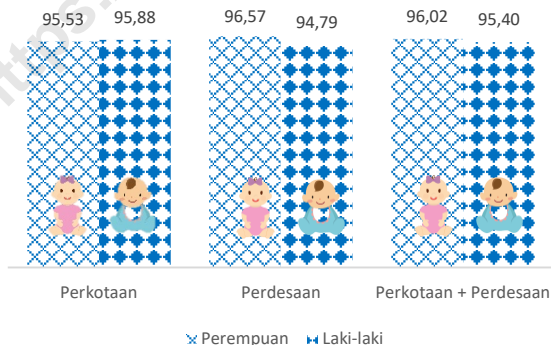 95,53 95,88 96,57 94,79 96,02 95,40
https
Perkotaan Perdesaan Perkotaan + Perdesaan
Perempuan Laki-laki